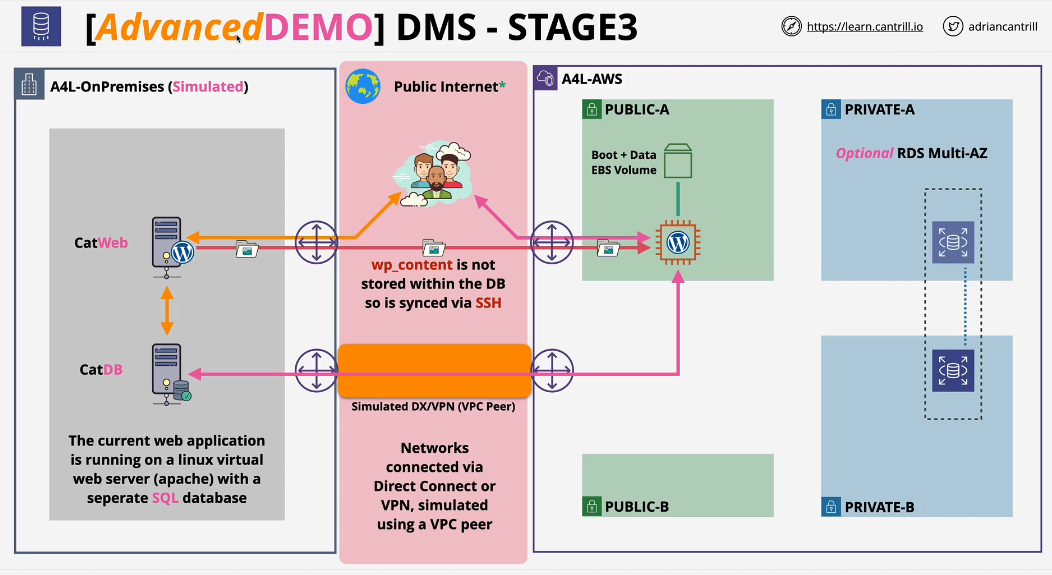 [AdvancedDEMO] DMS - STAGE3
https://learn.cantrill.io
adriancantrill
A4L-OnPremises (Simulated)
CatWeb
CatDB
The current web application
is running on a linux virtual
web server (apache) with a
seperate SQL database
Public Internet*
wp_content is not
stored within the DB
so is synced via SSH
Simulated DX/VPN (VPC Peer)
Networks
connected via
Direct Connect or
VPN, simulated
using a VPC peer
A4L-AWS
PUBLIC-A
Boot + Data
EBS Volume
PUBLIC-B
PRIVATE-A
Optional RDS Multi-AZ
PRIVATE-B